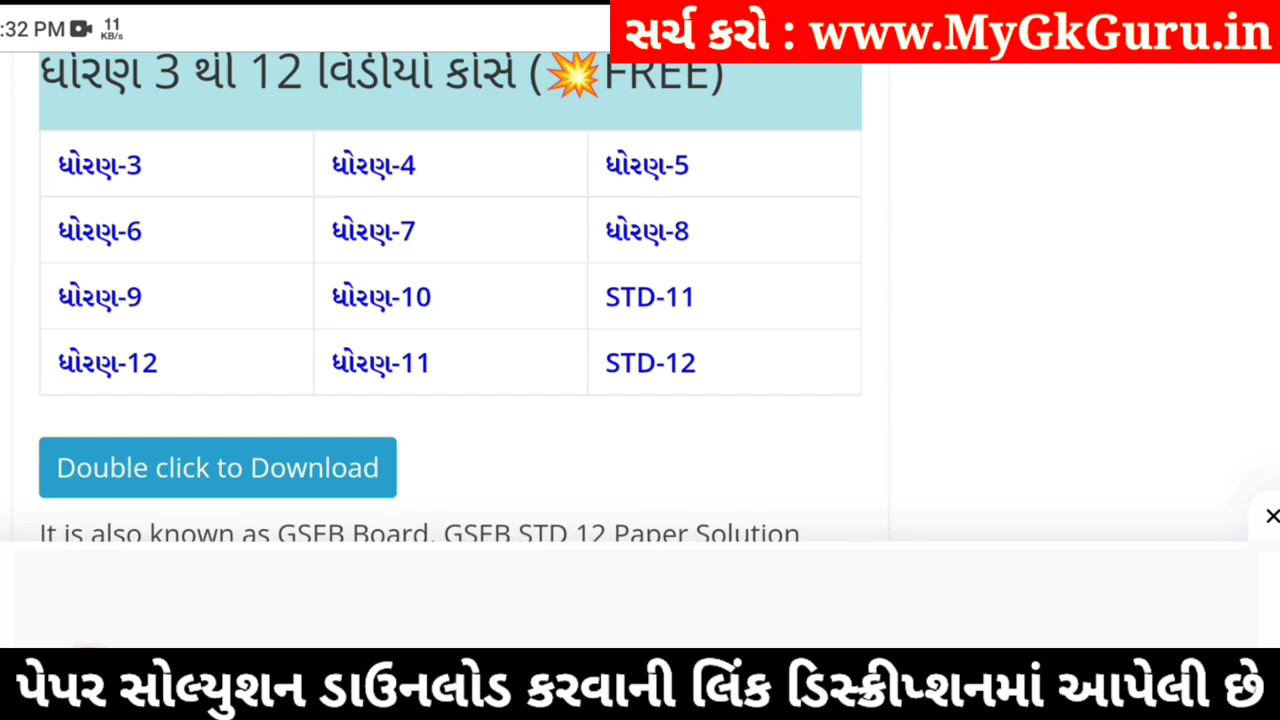 :32 PM 11 KB/s
સર્ચ કરો : www.MyGkGuru.in
ધોરણ 3 થી 12 વિડીયો કોર્સ (💥FREE)
ધોરણ-3 ધોરણ-4 ધોરણ-5
ધોરણ-6 ધોરણ-7 ધોરણ-8
ધોરણ-9 ધોરણ-10 STD-11
ધોરણ-12 ધોરણ-11 STD-12
Double click to Download
It is also known as GSEB Board. GSEB STD 12 Paper Solution
પેપર સોલ્યુશન ડાઉનલોડ કરવાની લિંક ડિસ્ક્રીપ્શનમાં આપેલી છે